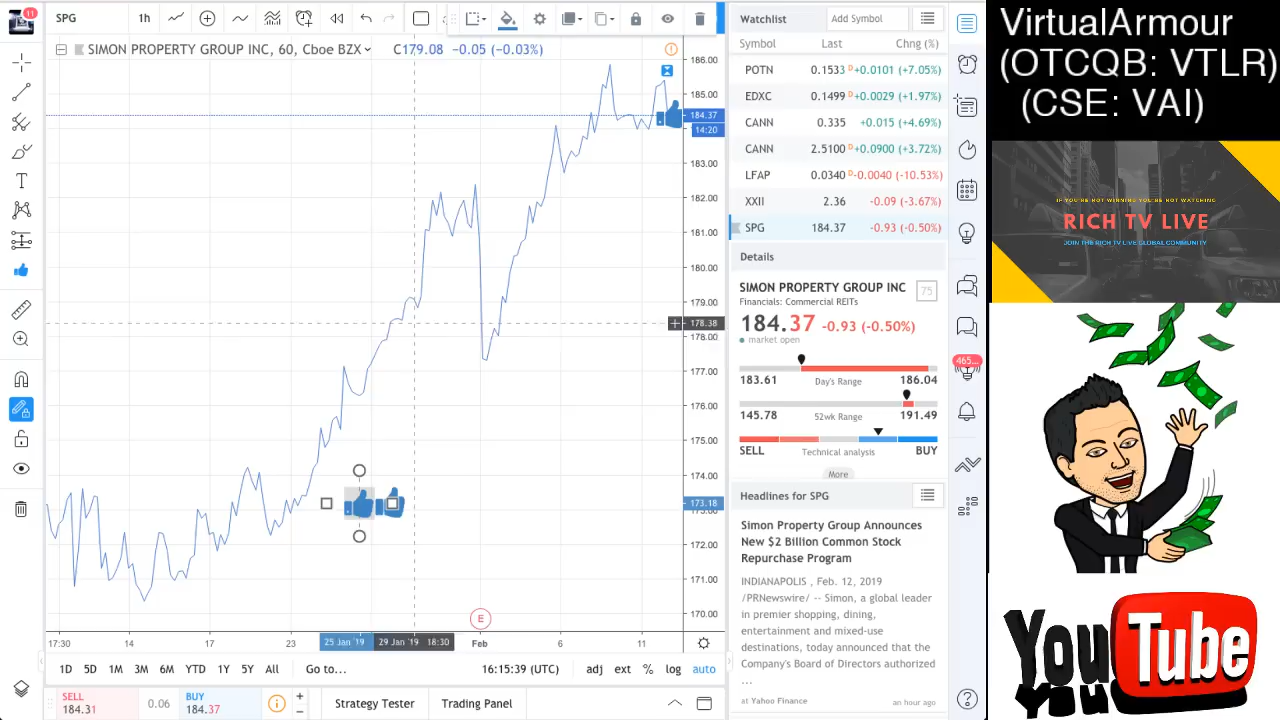 11
SPG
1h
SIMON PROPERTY GROUP INC, 60, Cboe BZX
C179.08 -0.05 (-0.03%)
186.00
185.00
184.37
14:20
183.00
182.00
181.00
180.00
179.00
178.38
177.00
176.00
175.00
174.00
173.18
172.00
171.00
170.00
E
17:30
14
17
23
25 Jan '19
29 Jan '19 18:30
Feb
6
11
1D 5D 1M 3M 6M YTD 1Y 5Y All Go to...
16:15:39 (UTC)
adj ext % log auto
SELL
184.31
0.06
BUY
184.37
Strategy Tester
Trading Panel
Watchlist
Add Symbol
Symbol Last Chng (%)
POTN 0.1533 D +0.0101 (+7.05%)
EDXC 0.1499 D +0.0029 (+1.97%)
CANN 0.335 +0.015 (+4.69%)
CANN 2.5100 D +0.0900 (+3.72%)
LFAP 0.0340 D -0.0040 (-10.53%)
XXII 2.36 -0.09 (-3.67%)
SPG 184.37 -0.93 (-0.50%)
Details
SIMON PROPERTY GROUP INC
75
Financials: Commercial REITs
184.37 -0.93 (-0.50%)
market open
183.61 Day's Range 186.04
145.78 52wk Range 191.49
SELL Technical analysis BUY
More
Headlines for SPG
Simon Property Group Announces
New $2 Billion Common Stock
Repurchase Program
INDIANAPOLIS , Feb. 12, 2019
/PRNewswire/ -- Simon, a global leader
in premier shopping, dining,
entertainment and mixed-use
destinations, today announced that the
Company's Board of Directors authorized
...
at Yahoo Finance
an hour ago
465...
VirtualArmour
(OTCQB: VTLR)
(CSE: VAI)
IF YOU'RE NOT WINNING YOU'RE NOT WATCHING
RICH TV LIVE
JOIN THE RICH TV LIVE GLOBAL COMMUNITY
YouTube